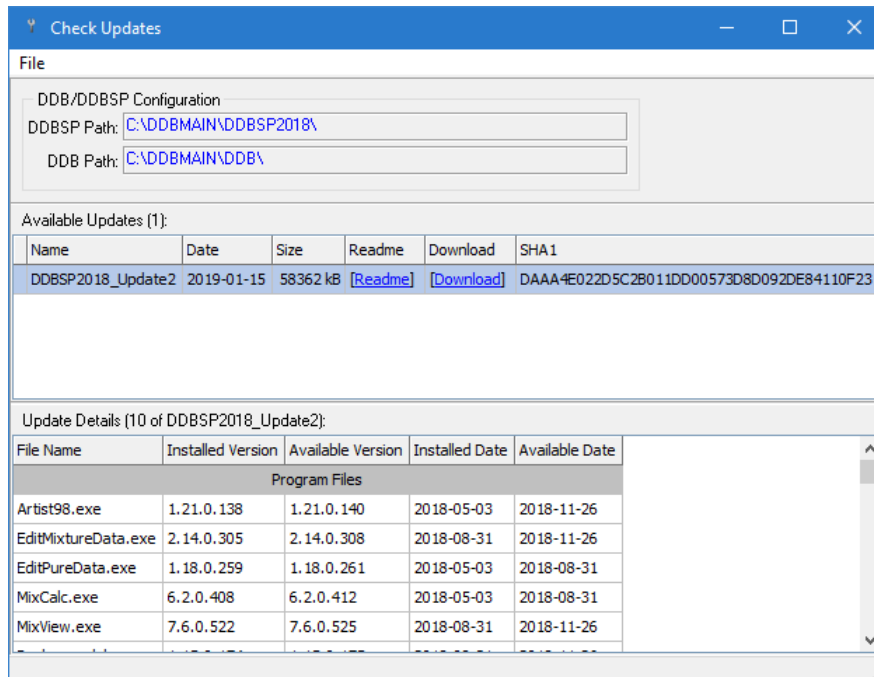 Check Updates
File
DDB/DDBSP Configuration
DDBSP Path: C:\DDBMAIN\DDBSP2018\
DDB Path: C:\DDBMAIN\DDB\
Available Updates (1):
Name Date Size Readme Download SHA1
DDBSP2018_Update2 2019-01-15 58362 kB [Readme] [Download] DAAA4E022D5C2B011DD00573D8D092DE84110F23
Update Details (10 of DDBSP2018_Update2):
File Name Installed Version Available Version Installed Date Available Date
Program Files
Artist98.exe 1.21.0.138 1.21.0.140 2018-05-03 2018-11-26
EditMixtureData.exe 2.14.0.305 2.14.0.308 2018-08-31 2018-11-26
EditPureData.exe 1.18.0.259 1.18.0.261 2018-05-03 2018-08-31
MixCalc.exe 6.2.0.408 6.2.0.412 2018-05-03 2018-08-31
MixView.exe 7.6.0.522 7.6.0.525 2018-08-31 2018-11-26